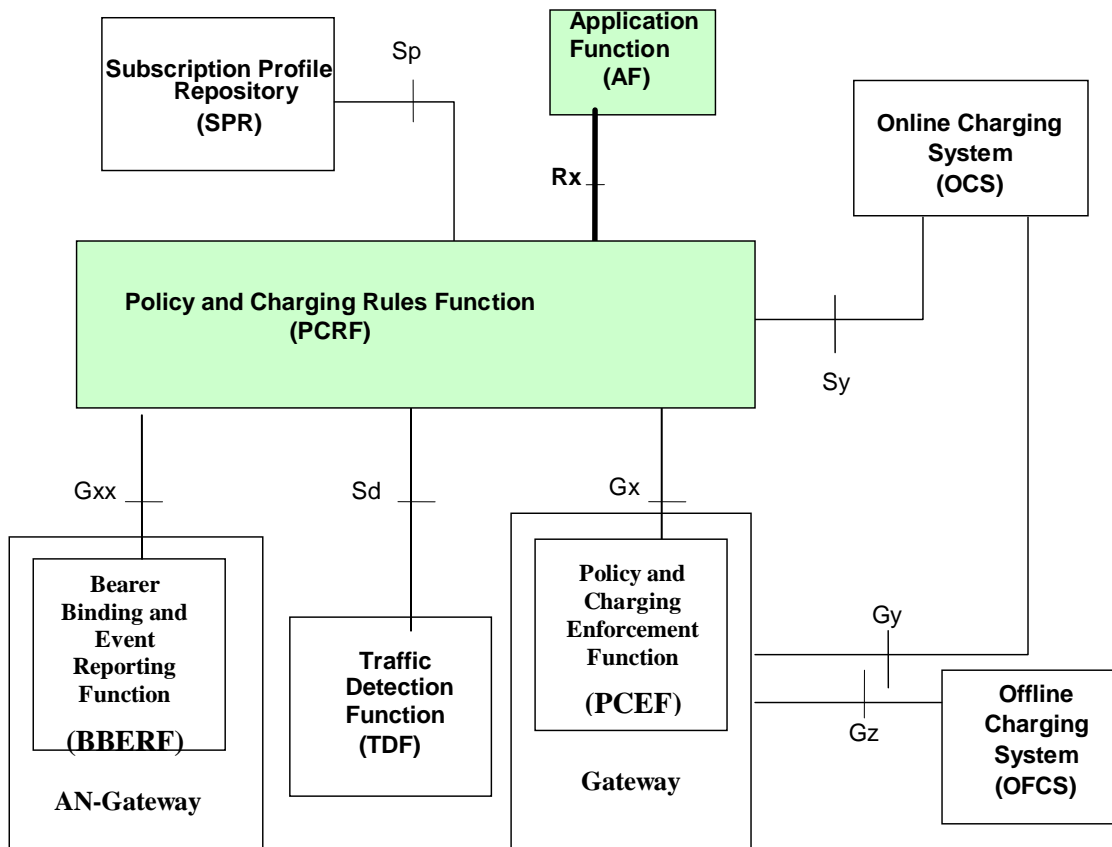 Subscription Profile
Repository
(SPR)
Sp
Application
Function
(AF)
Rx
Online Charging
System
(OCS)
Policy and Charging Rules Function
(PCRF)
Sy
Gxx
Sd
Gx
Bearer
Binding and
Event
Reporting
Function
(BBERF)
AN-Gateway
Traffic
Detection
Function
(TDF)
Policy and
Charging
Enforcement
Function
(PCEF)
Gateway
Gy
Gz
Offline
Charging
System
(OFCS)